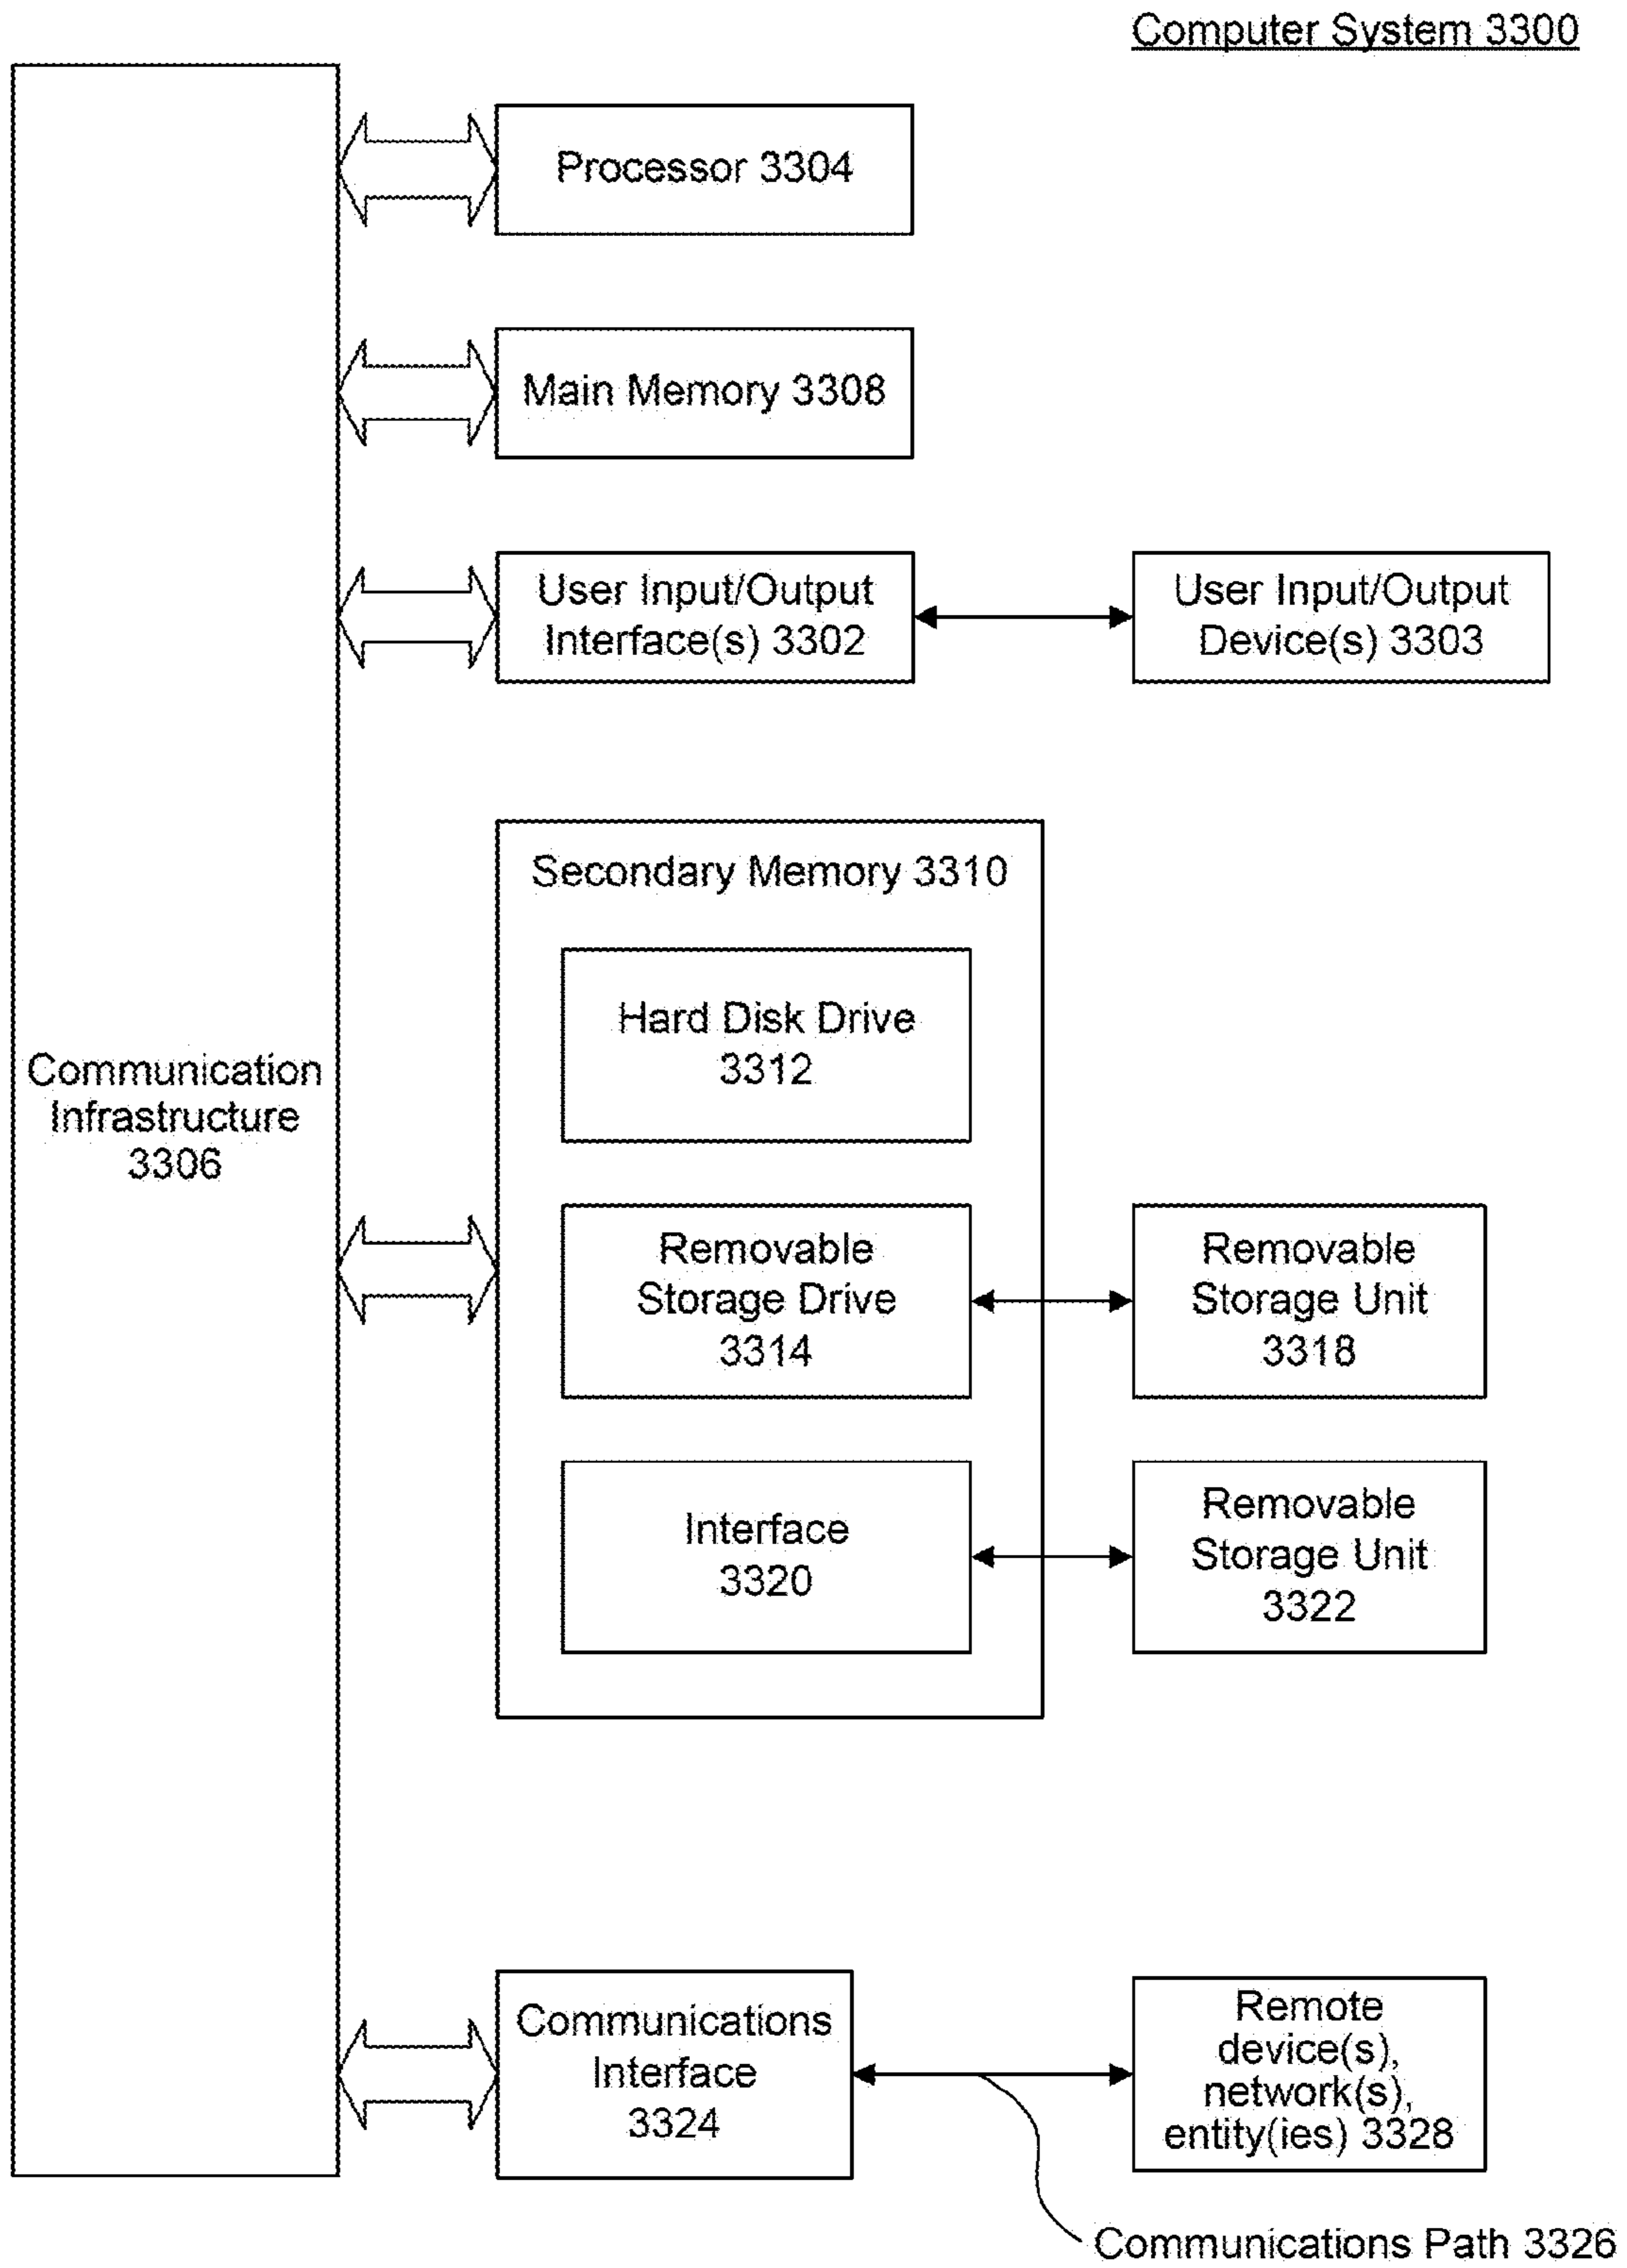 Computer System 3300
Processor 3304
Main Memory 3308
User Input/Output
Interface(s) 3302
User Input/Output
Device(s) 3303
Secondary Memory 3310
Hard Disk Drive
3312
Communication
Infrastructure
3306
Removable
Storage Drive
3314
Removable
Storage Unit
3318
Interface
3320
Removable
Storage Unit
3322
Communications
Interface
3324
Remote
device(s),
network(s),
entity(ies) 3328
Communications Path 3326